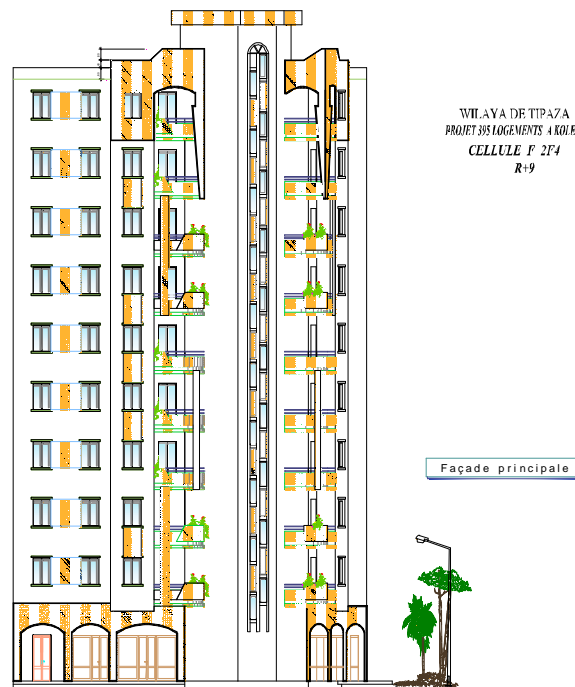 WILAYA DE TIPAZA
PROJET 395 LOGEMENTS A KOLE
CELLULE F 2F4
R+9
Façade principale